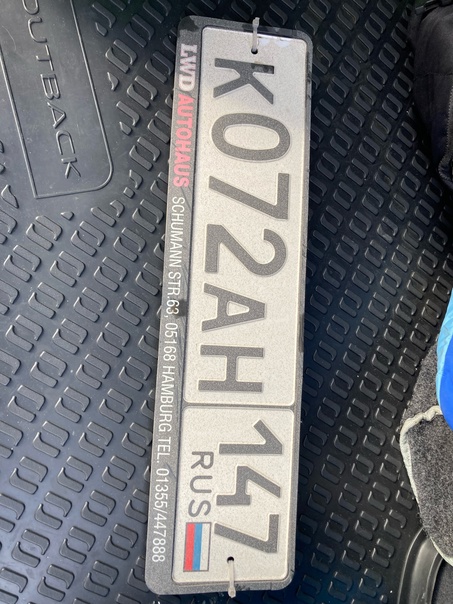 OUTBACK
K072AH 147
RUS
LWD AUTOHAUS SCHUMANN STR.63, 05168 HAMBURG TEL. 01355/447888